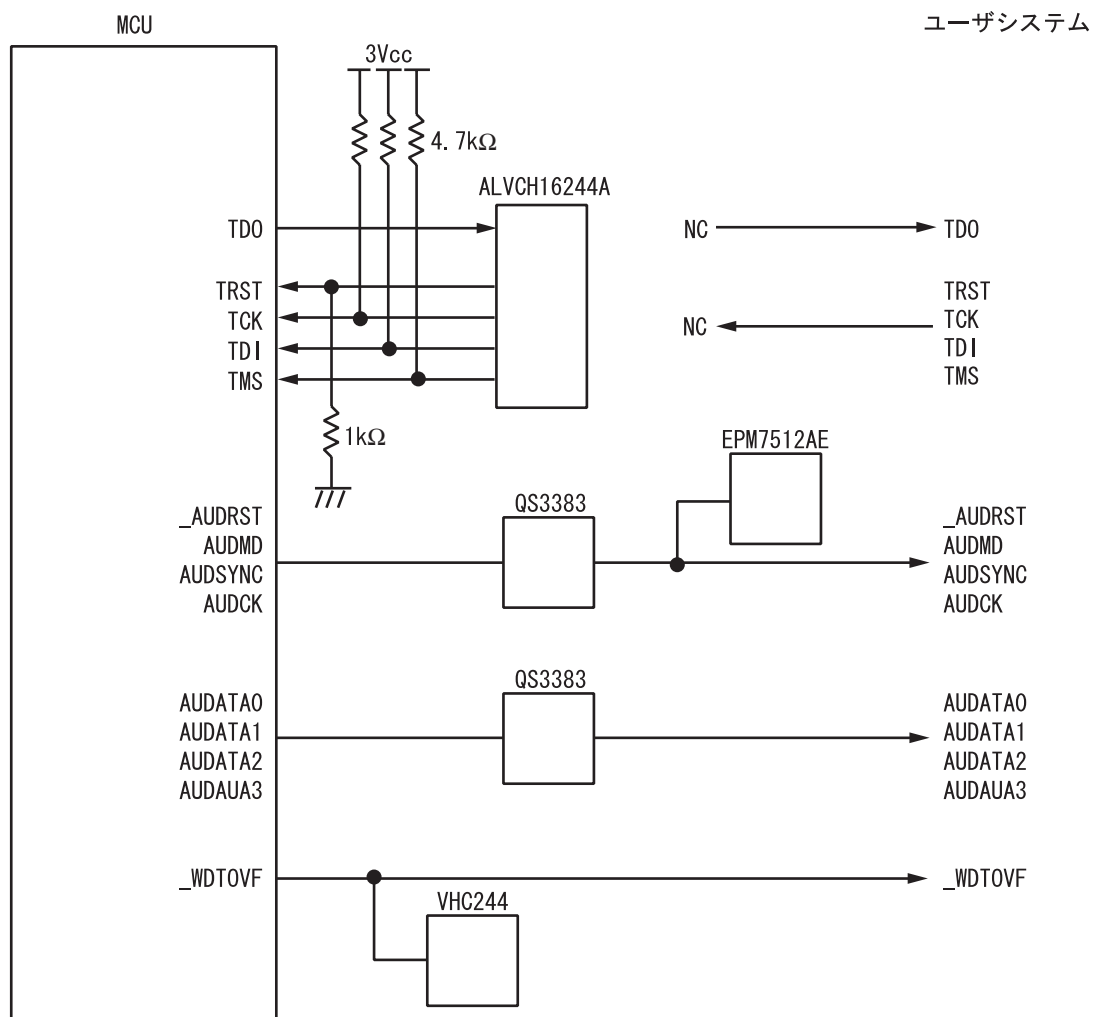 MCU
ユーザシステム
3Vcc
4.7kΩ
ALVCH16244A
TDO
NC
TDO
TRST
TCK
TDI
TMS
NC
TRST
TCK
TDI
TMS
1kΩ
EPM7512AE
QS3383
_AUDRST
AUDMD
AUDSYNC
AUDCK
_AUDRST
AUDMD
AUDSYNC
AUDCK
QS3383
AUDATA0
AUDATA1
AUDATA2
AUDAUA3
AUDATA0
AUDATA1
AUDATA2
AUDAUA3
_WDTOVF
_WDTOVF
VHC244